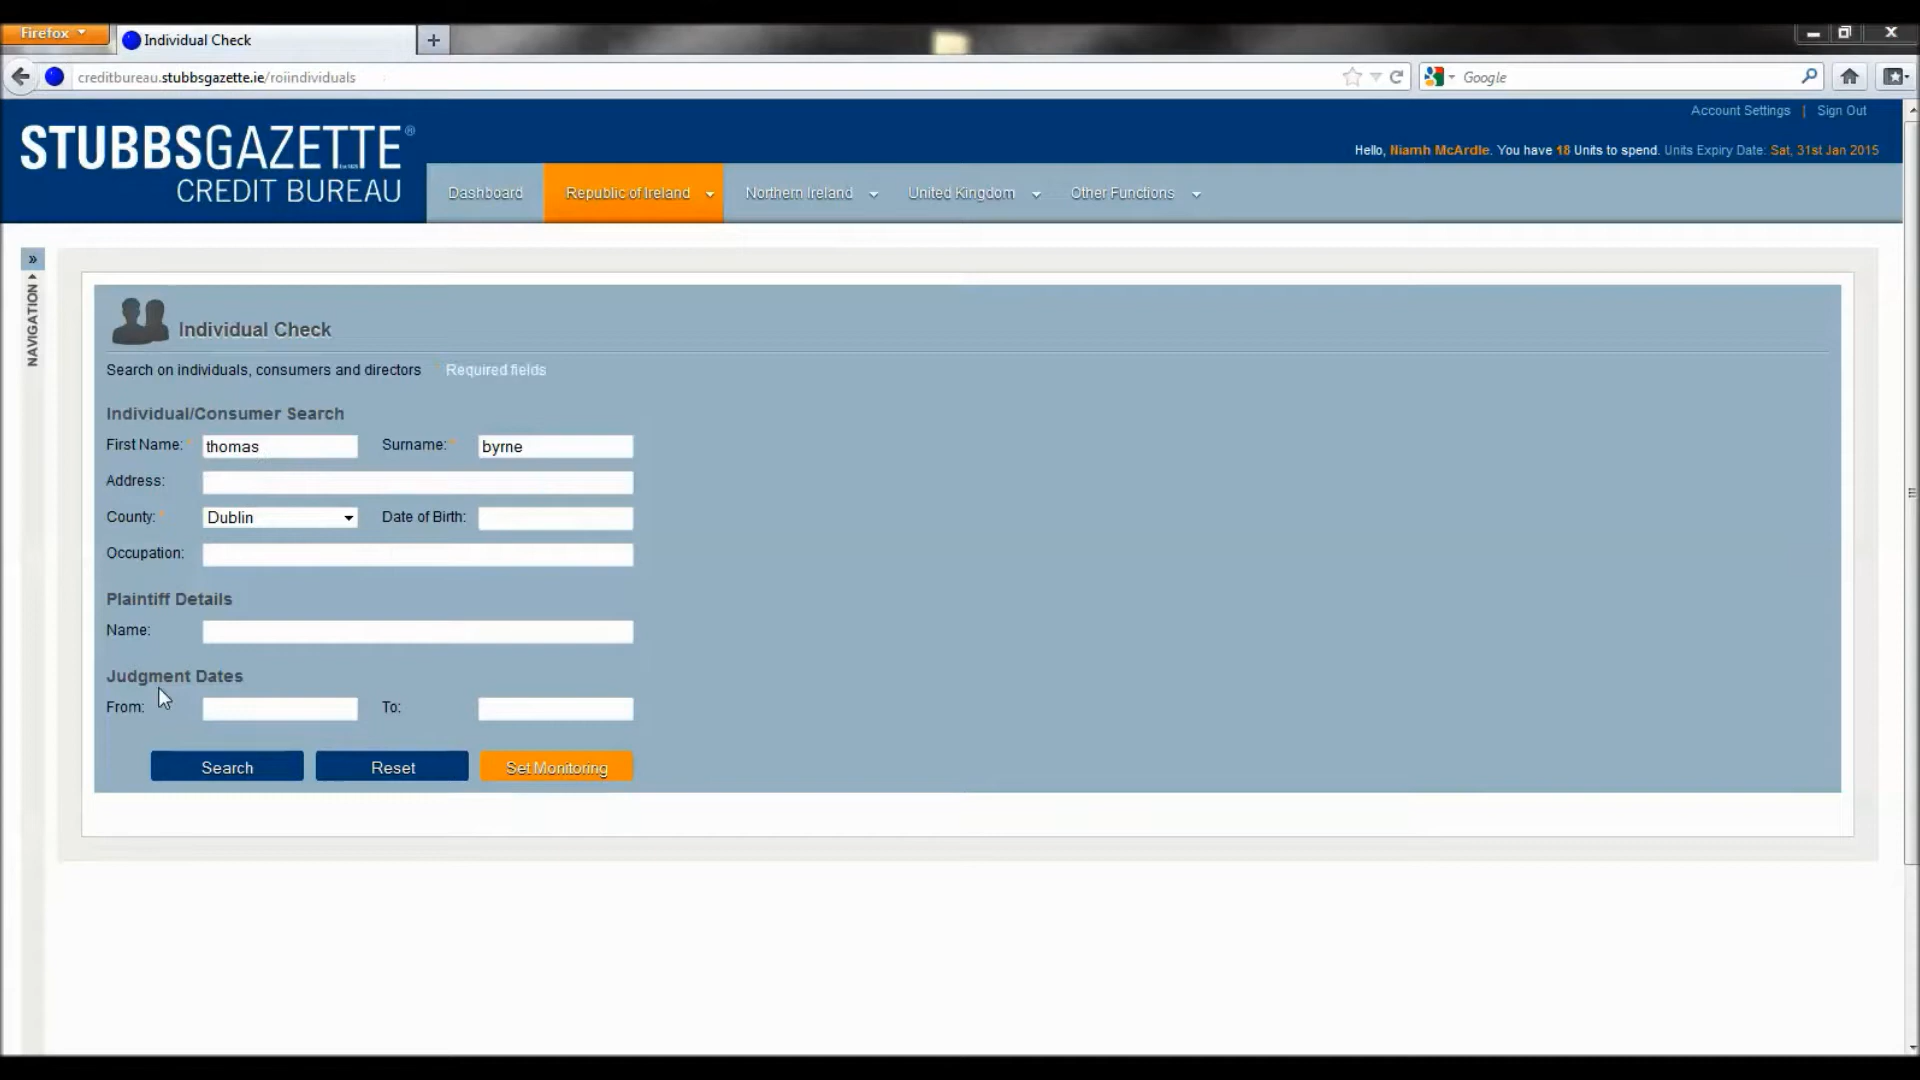 Firefox
Individual Check
creditbureau.stubbsgazette.ie/roiindividuals
Google
Account Settings | Sign Out
STUBBSGAZETTE®
CREDIT BUREAU
Hello, Niamh McArdle. You have 18 Units to spend. Units Expiry Date: Sat, 31st Jan 2015
Dashboard Republic of Ireland Northern Ireland United Kingdom Other Functions
»
NAVIGATION
Individual Check
Search on individuals, consumers and directors * Required fields
Individual/Consumer Search
First Name: * thomas Surname: * byrne
Address:
County: * Dublin Date of Birth:
Occupation:
Plaintiff Details
Name:
Judgment Dates
From: To:
Search Reset Set Monitoring